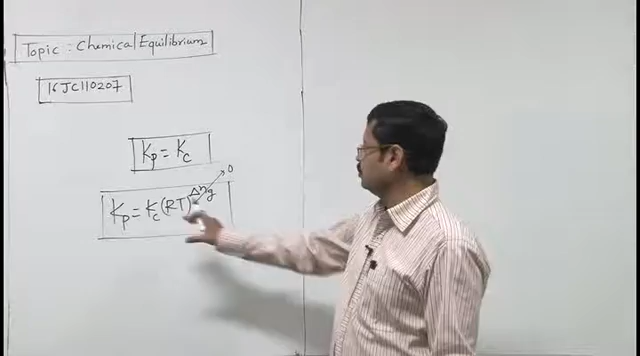 Topic : Chemical Equilibrium
16JC110207
Kp = Kc
Kp = Kc (RT)^Δng → 0